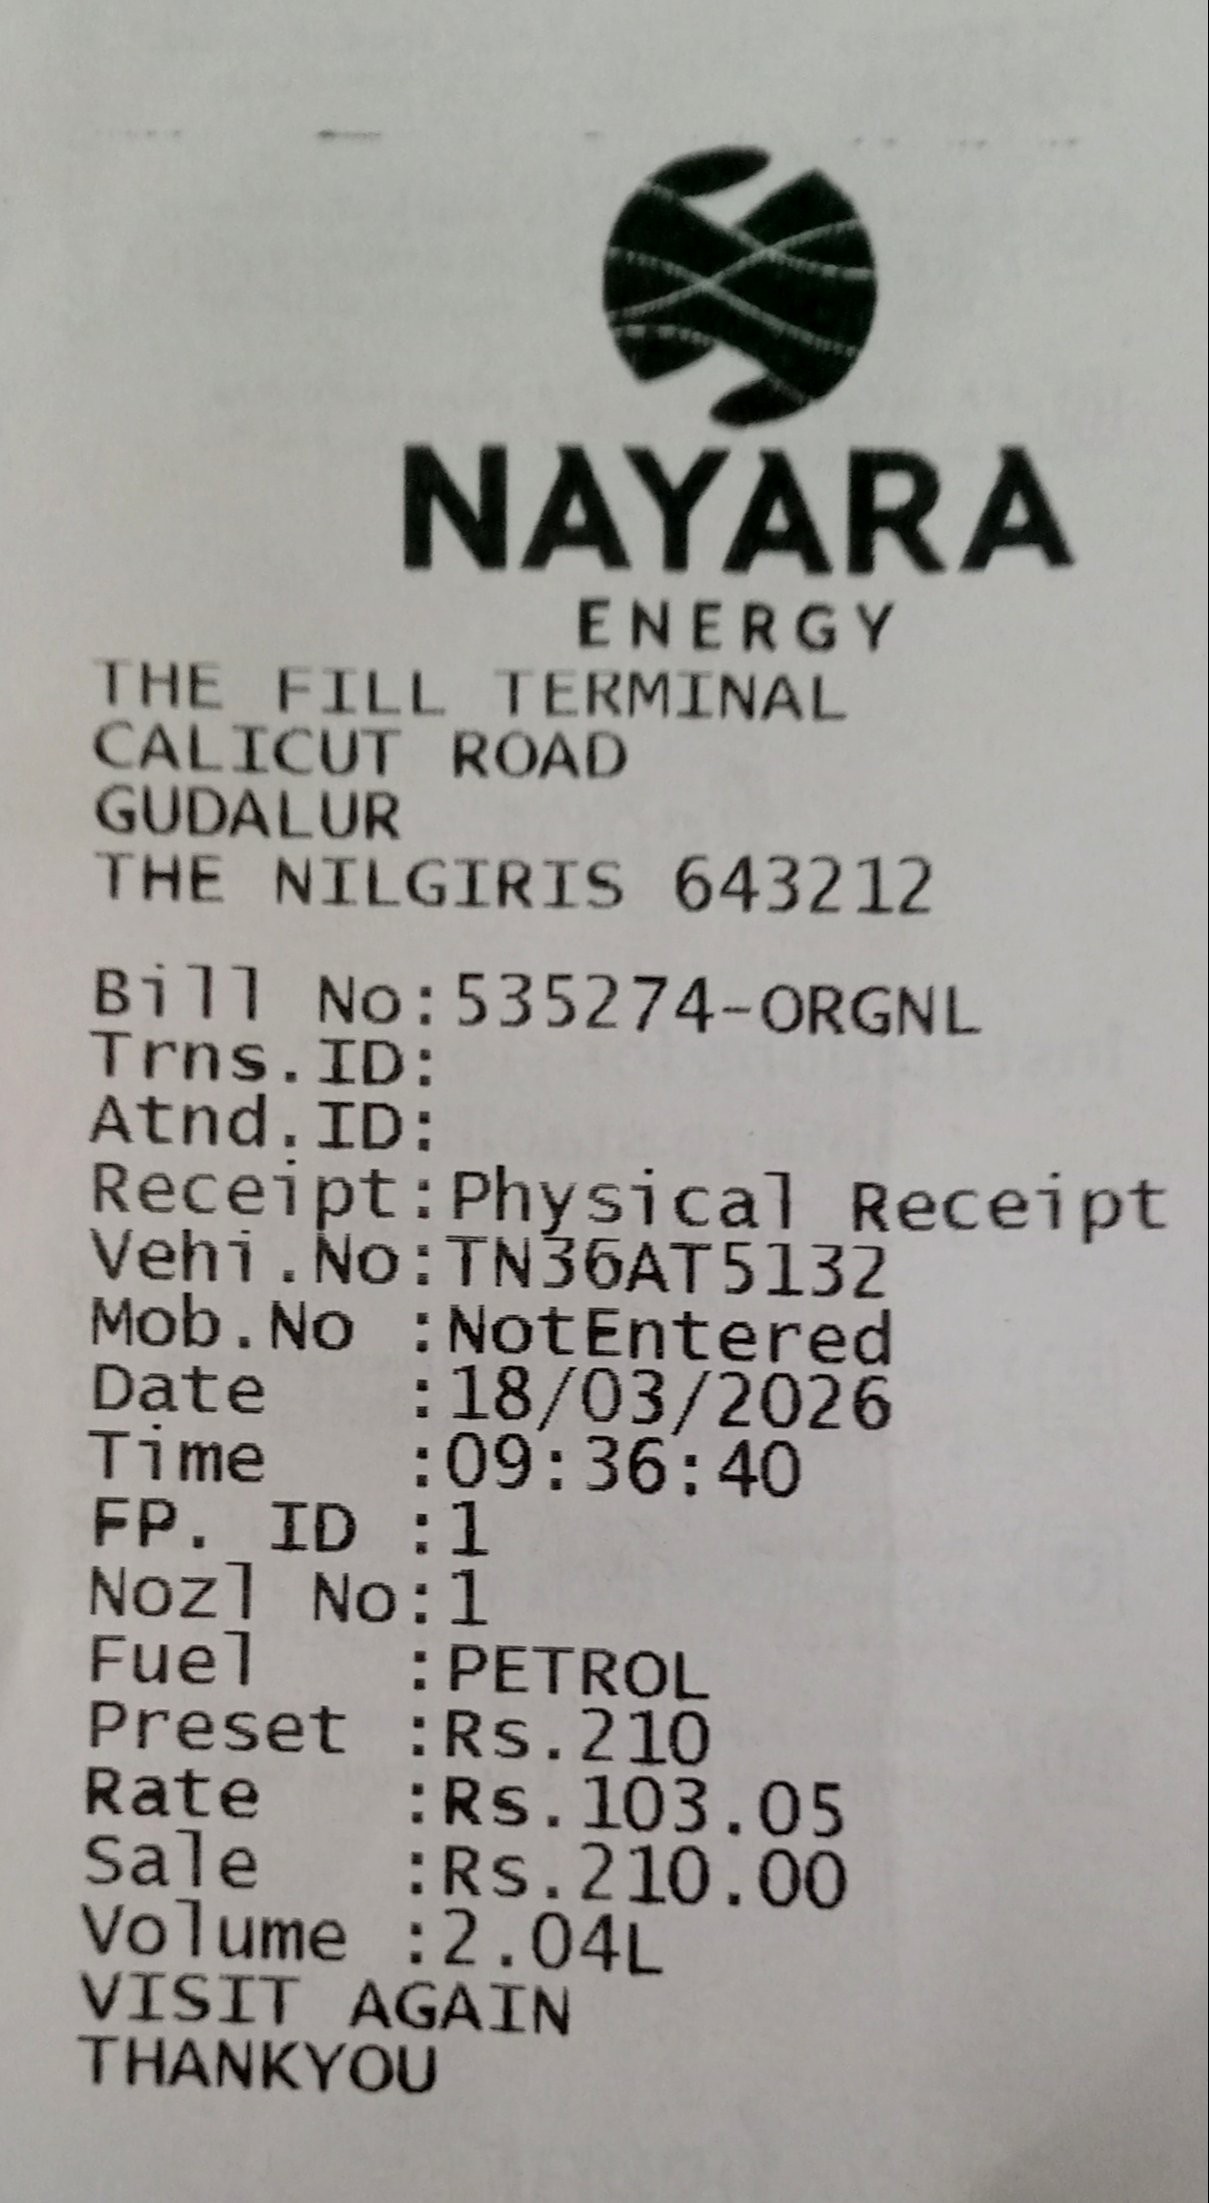 NAYARA
ENERGY
THE FILL TERMINAL
CALICUT ROAD
GUDALUR
THE NILGIRIS 643212
Bill No:535274-ORGNL
Trns.ID:
Atnd.ID:
Receipt:Physical Receipt
Vehi.No:TN36AT5132
Mob.No :NotEntered
Date :18/03/2026
Time :09:36:40
FP. ID :1
Nozl No:1
Fuel :PETROL
Preset :Rs.210
Rate :Rs.103.05
Sale :Rs.210.00
Volume :2.04L
VISIT AGAIN
THANKYOU